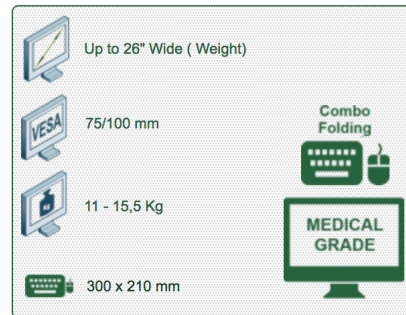 Up to 26" Wide ( Weight)
VESA
75/100 mm
KG
11 - 15,5 Kg
300 x 210 mm
Combo
Folding
MEDICAL
GRADE